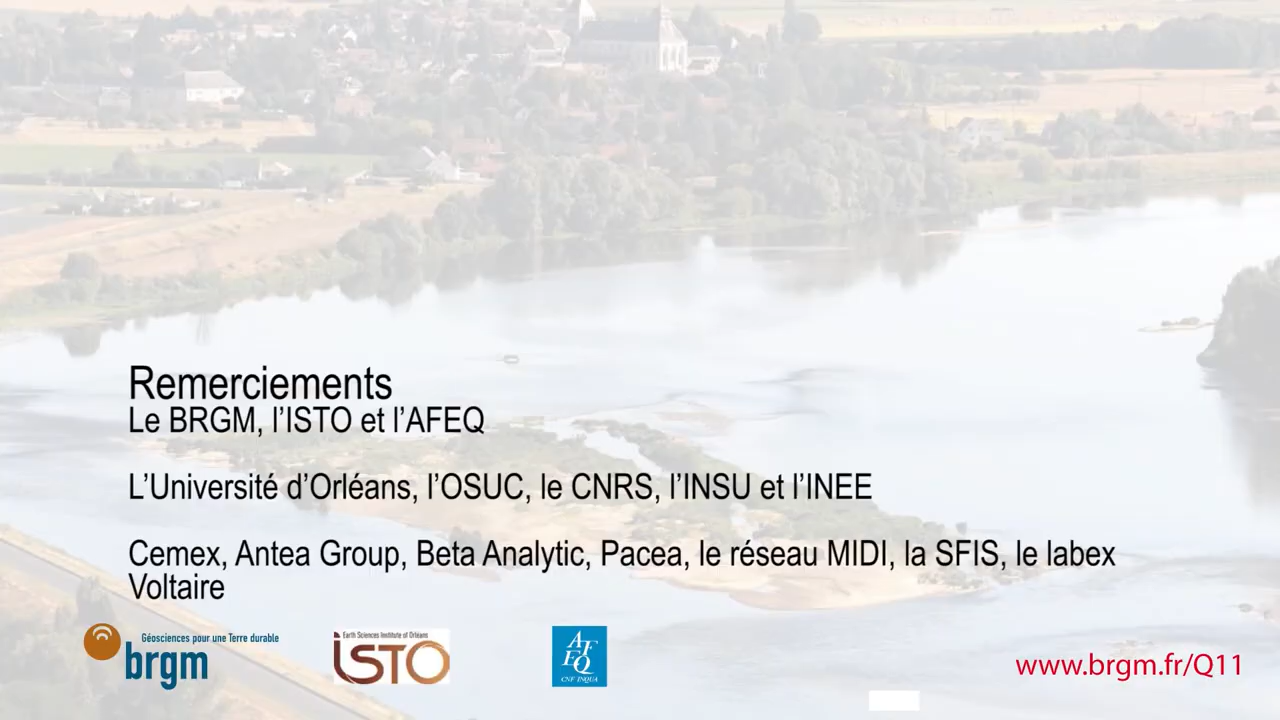 Remerciements
Le BRGM, l’ISTO et l’AFEQ
L’Université d’Orléans, l’OSUC, le CNRS, l’INSU et l’INEE
Cemex, Antea Group, Beta Analytic, Pacea, le réseau MIDI, la SFIS, le labex
Voltaire
Géosciences pour une Terre durable
brgm
Earth Sciences Institute of Orléans
isTO
AFEQ
CNF INQUA
www.brgm.fr/Q11